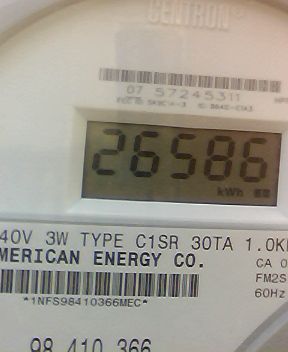 CENTRON
07 57245311
26586
kWh
40V 3W TYPE C1SR 30TA 1.0K
MERICAN ENERGY CO.
CA 0
FM2S
60Hz
*1NFS98410366MEC*
98 410 366